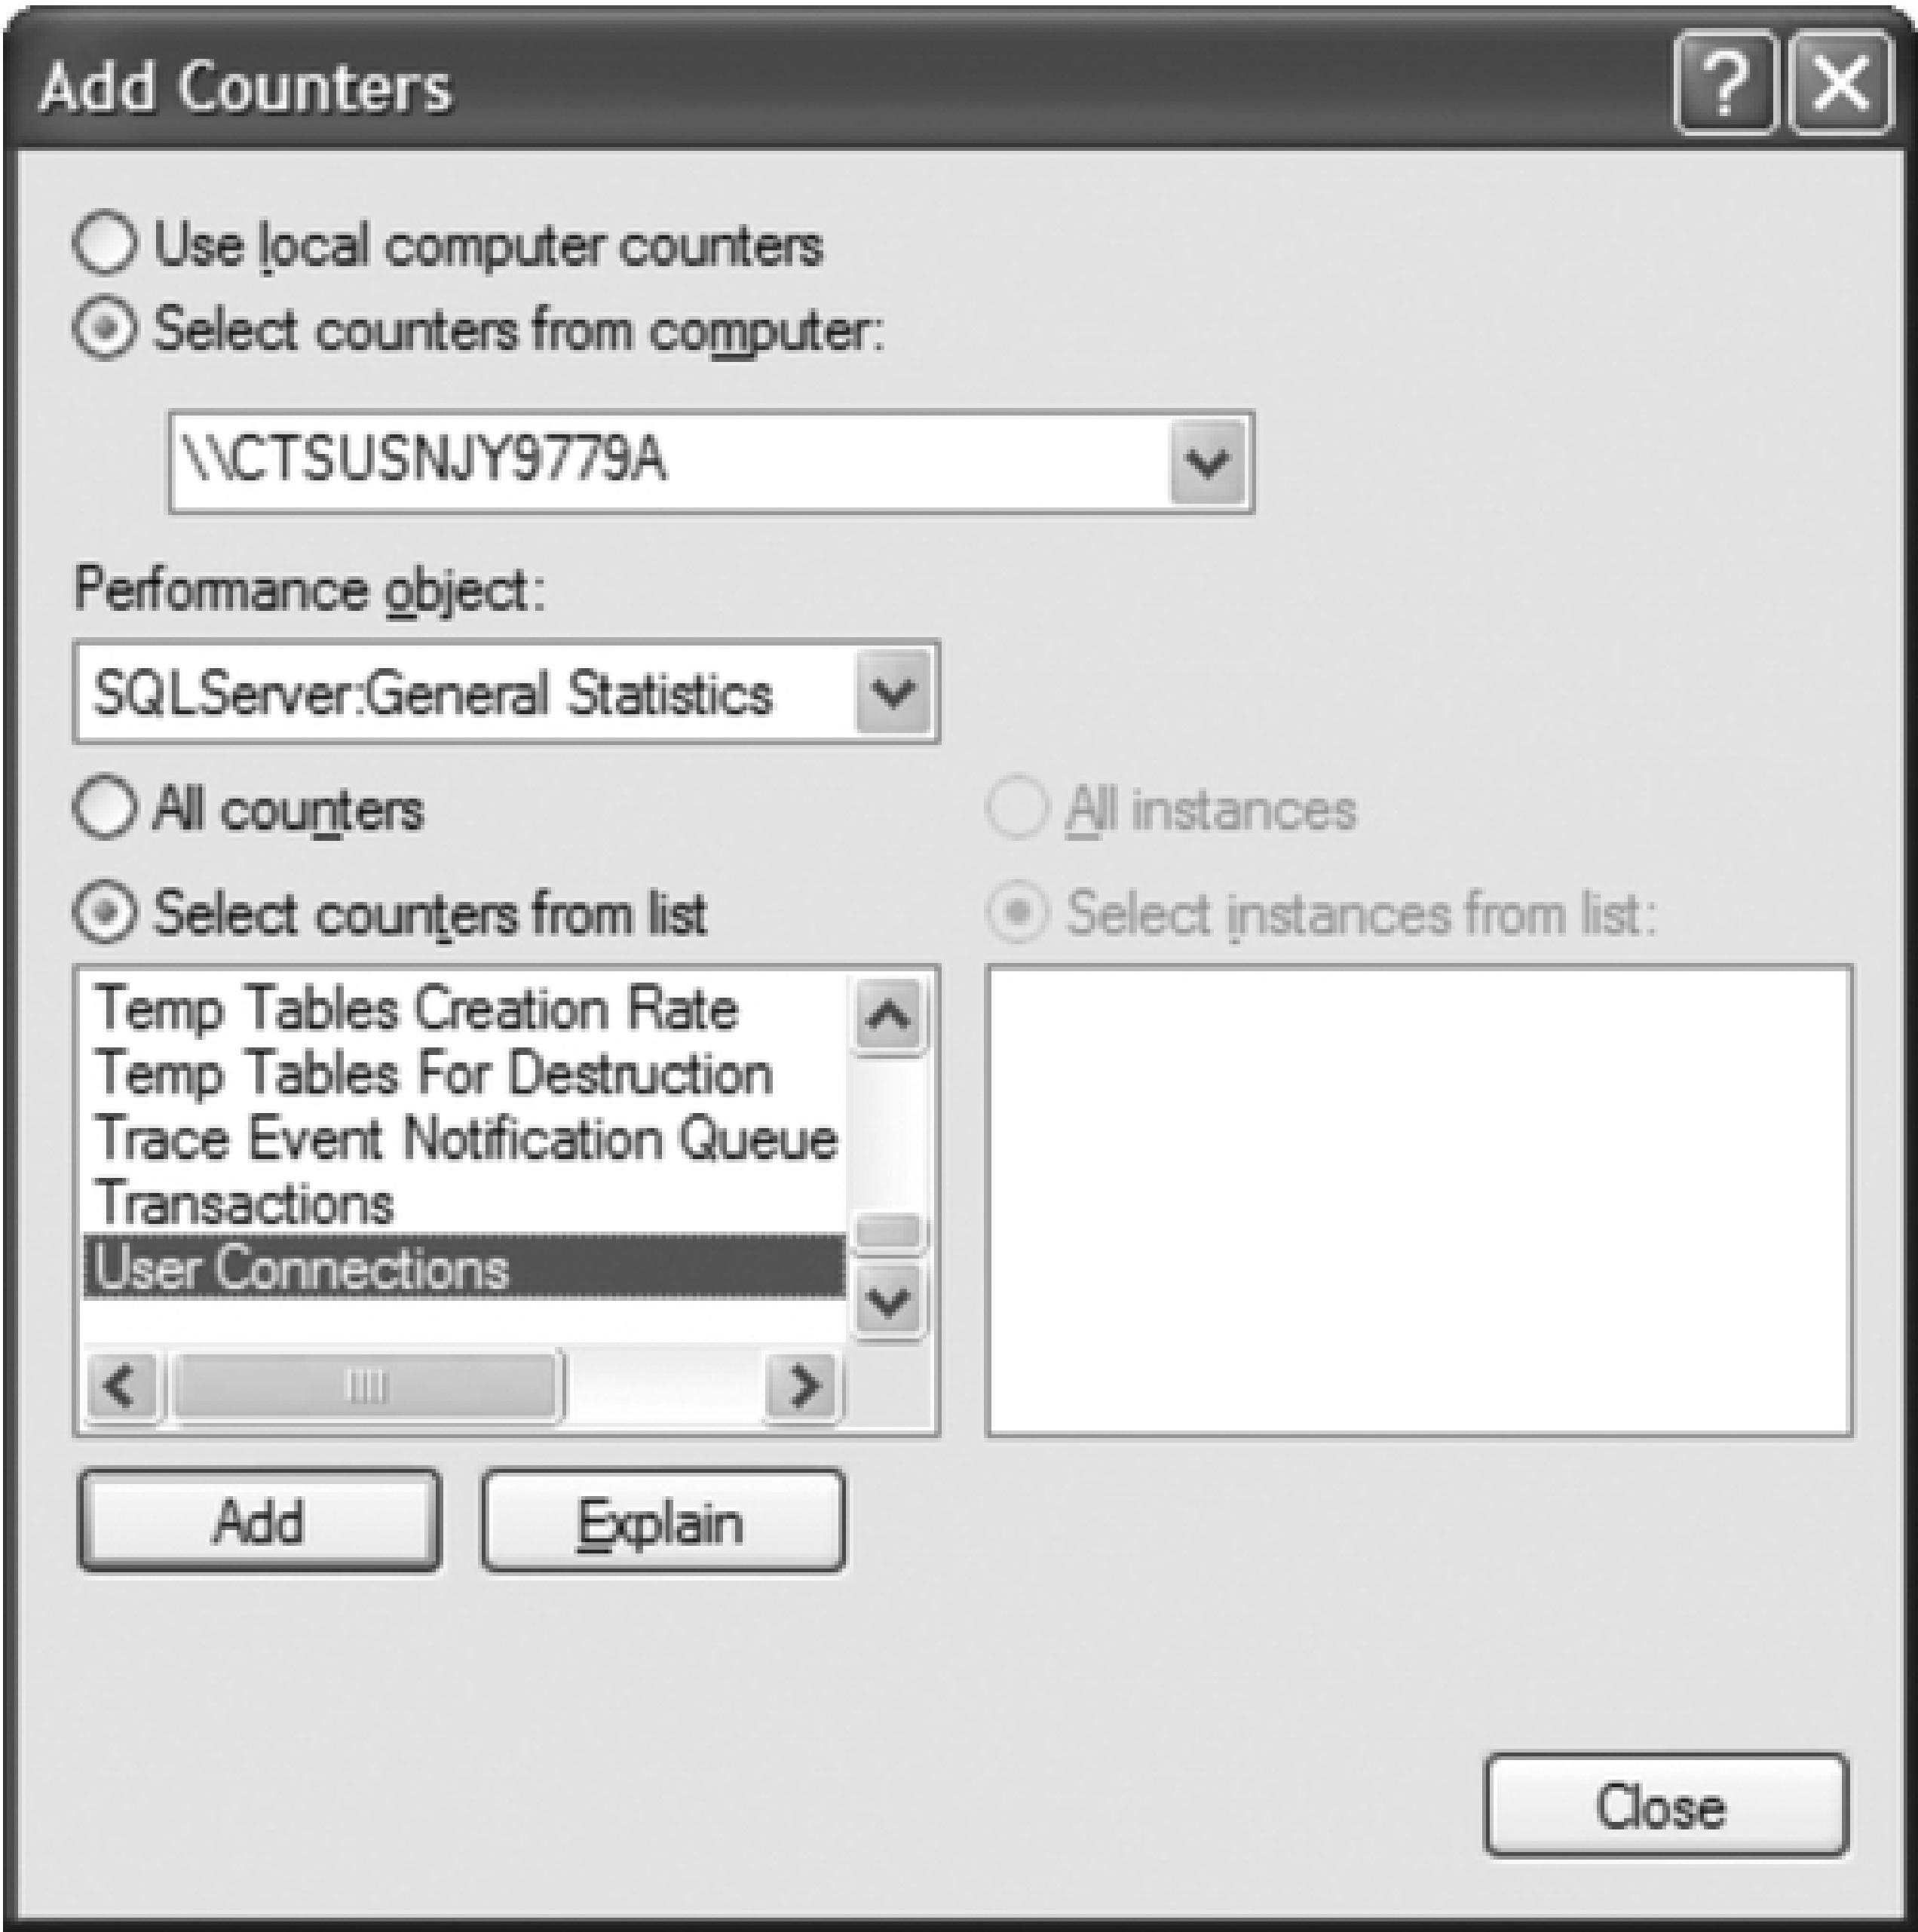 Add Counters
Use local computer counters
Select counters from computer:
\\CTSUSNJY9779A
Performance object:
SQLServer:General Statistics
All counters
All instances
Select counters from list
Select instances from list:
Temp Tables Creation Rate
Temp Tables For Destruction
Trace Event Notification Queue
Transactions
User Connections
Add
Explain
Close